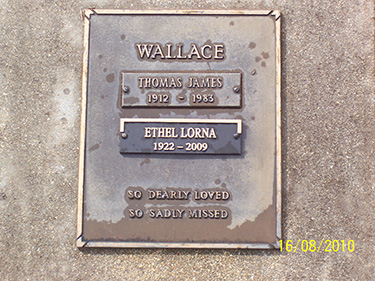 WALLACE
THOMAS JAMES
1912 - 1983
ETHEL LORNA
1922 - 2009
SO DEARLY LOVED
SO SADLY MISSED
16/08/2010